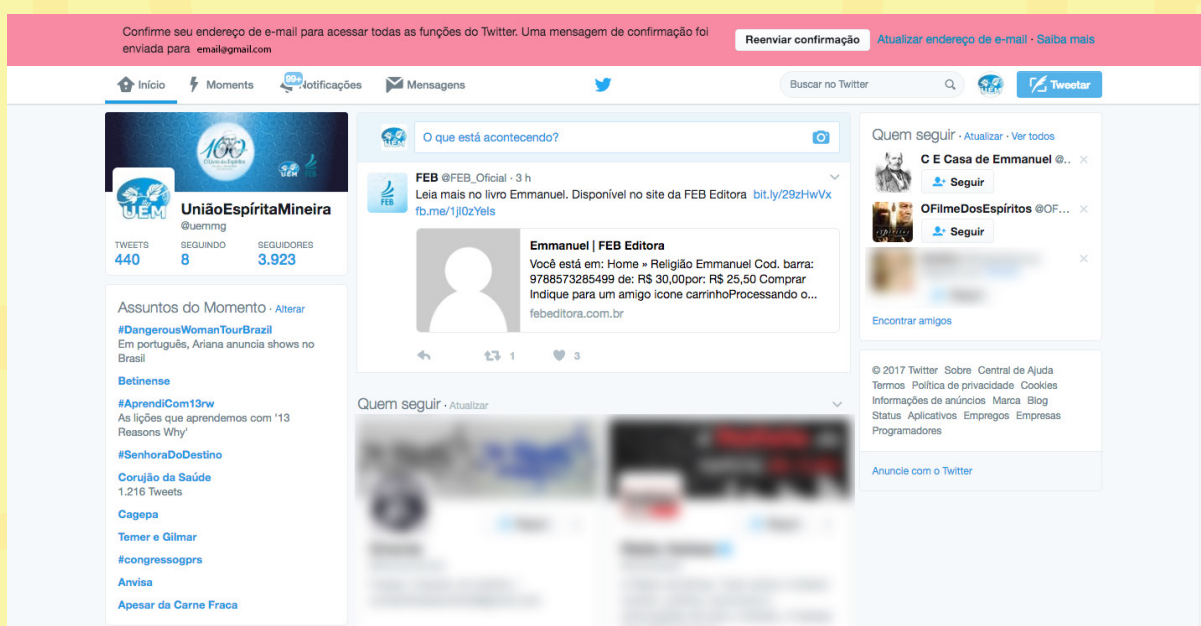 Confirme seu endereço de e-mail para acessar todas as funções do Twitter. Uma mensagem de confirmação foi
enviada para email@gmail.com
Reenviar confirmação
Atualizar endereço de e-mail · Saiba mais
Início
Moments
99+
Notificações
Mensagens
Buscar no Twitter
Tweetar
UEM
UniãoEspíritaMineira
@uemmg
TWEETS SEGUINDO SEGUIDORES
440 8 3.923
Assuntos do Momento · Alterar
#DangerousWomanTourBrazil
Em português, Ariana anuncia shows no
Brasil
Betinense
#AprendiCom13rw
As lições que aprendemos com '13
Reasons Why'
#SenhoraDoDestino
Corujão da Saúde
1.216 Tweets
Cagepa
Temer e Gilmar
#congressogprs
Anvisa
Apesar da Carne Fraca
O que está acontecendo?
FEB
FEB @FEB_Oficial · 3 h
Leia mais no livro Emmanuel. Disponível no site da FEB Editora bit.ly/29zHwVx
fb.me/1jI0zYeIs
Emmanuel | FEB Editora
Você está em: Home » Religião Emmanuel Cod. barra:
9788573285499 de: R$ 30,00por: R$ 25,50 Comprar
Indique para um amigo icone carrinhoProcessando o...
febeditora.com.br
1 3
Quem seguir · Atualizar
Quem seguir · Atualizar · Ver todos
C E Casa de Emmanuel @..
Seguir
OFilmeDosEspíritos @OF...
Seguir
Encontrar amigos
© 2017 Twitter Sobre Central de Ajuda
Termos Política de privacidade Cookies
Informações de anúncios Marca Blog
Status Aplicativos Empregos Empresas
Programadores
Anuncie com o Twitter